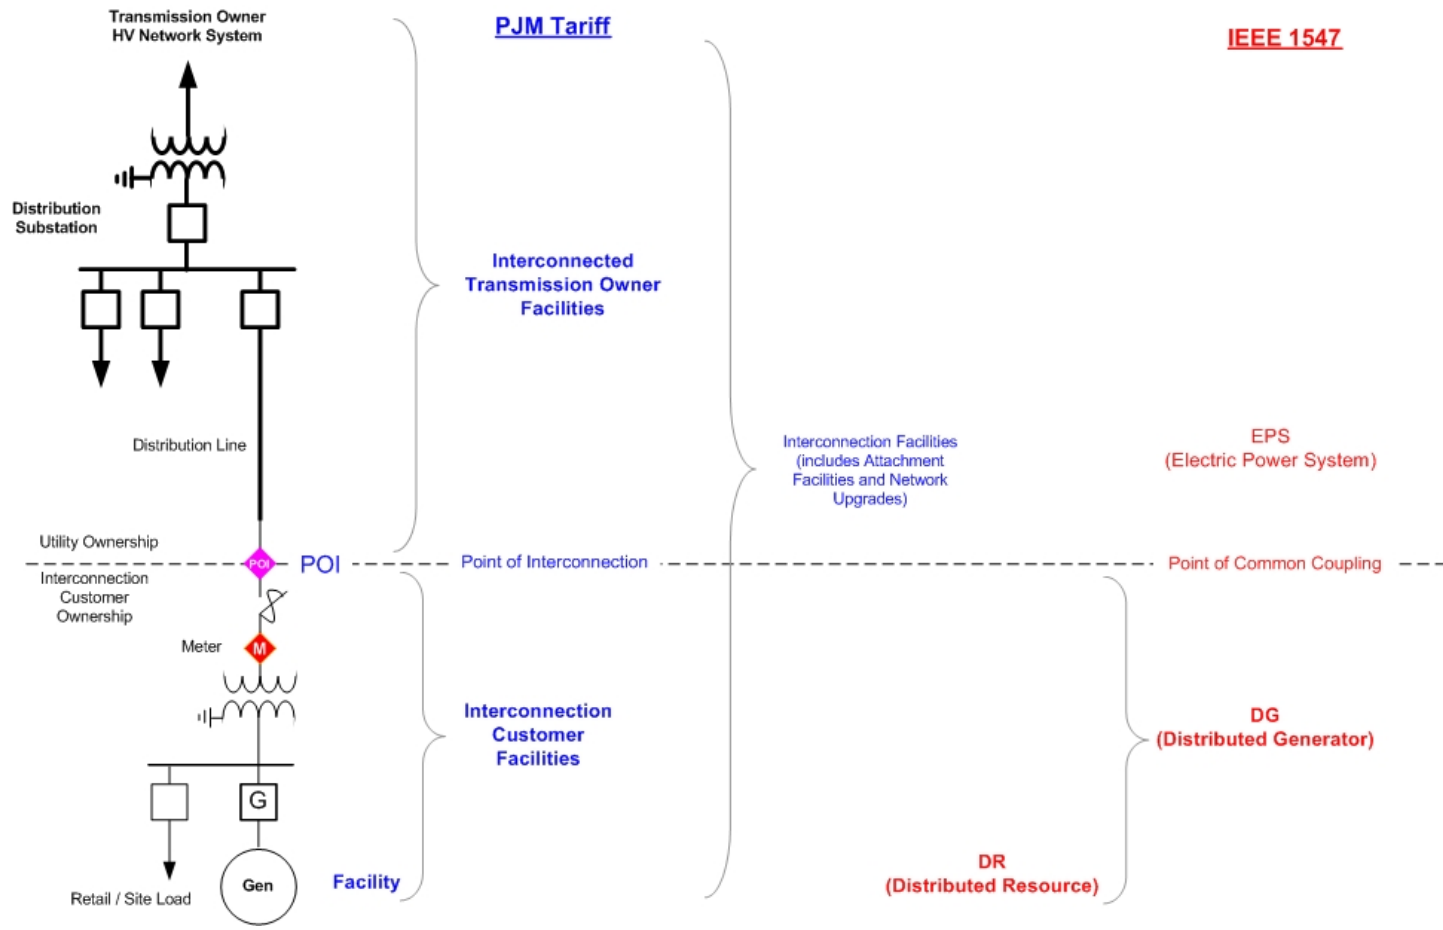 Transmission Owner
HV Network System
PJM Tariff
IEEE 1547
Distribution
Substation
Interconnected
Transmission Owner
Facilities
Distribution Line
Interconnection Facilities
(includes Attachment
Facilities and Network
Upgrades)
EPS
(Electric Power System)
Utility Ownership
POI
POI
Point of Interconnection
Point of Common Coupling
Interconnection
Customer
Ownership
Meter
M
Interconnection
Customer
Facilities
DG
(Distributed Generator)
G
Gen
Facility
DR
(Distributed Resource)
Retail / Site Load